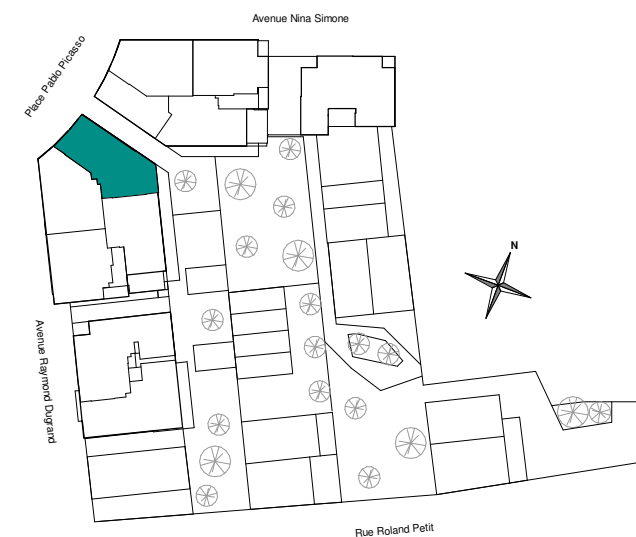 Avenue Nina Simone
Place Pablo Picasso
N
Avenue Raymond Dugrand
Rue Roland Petit